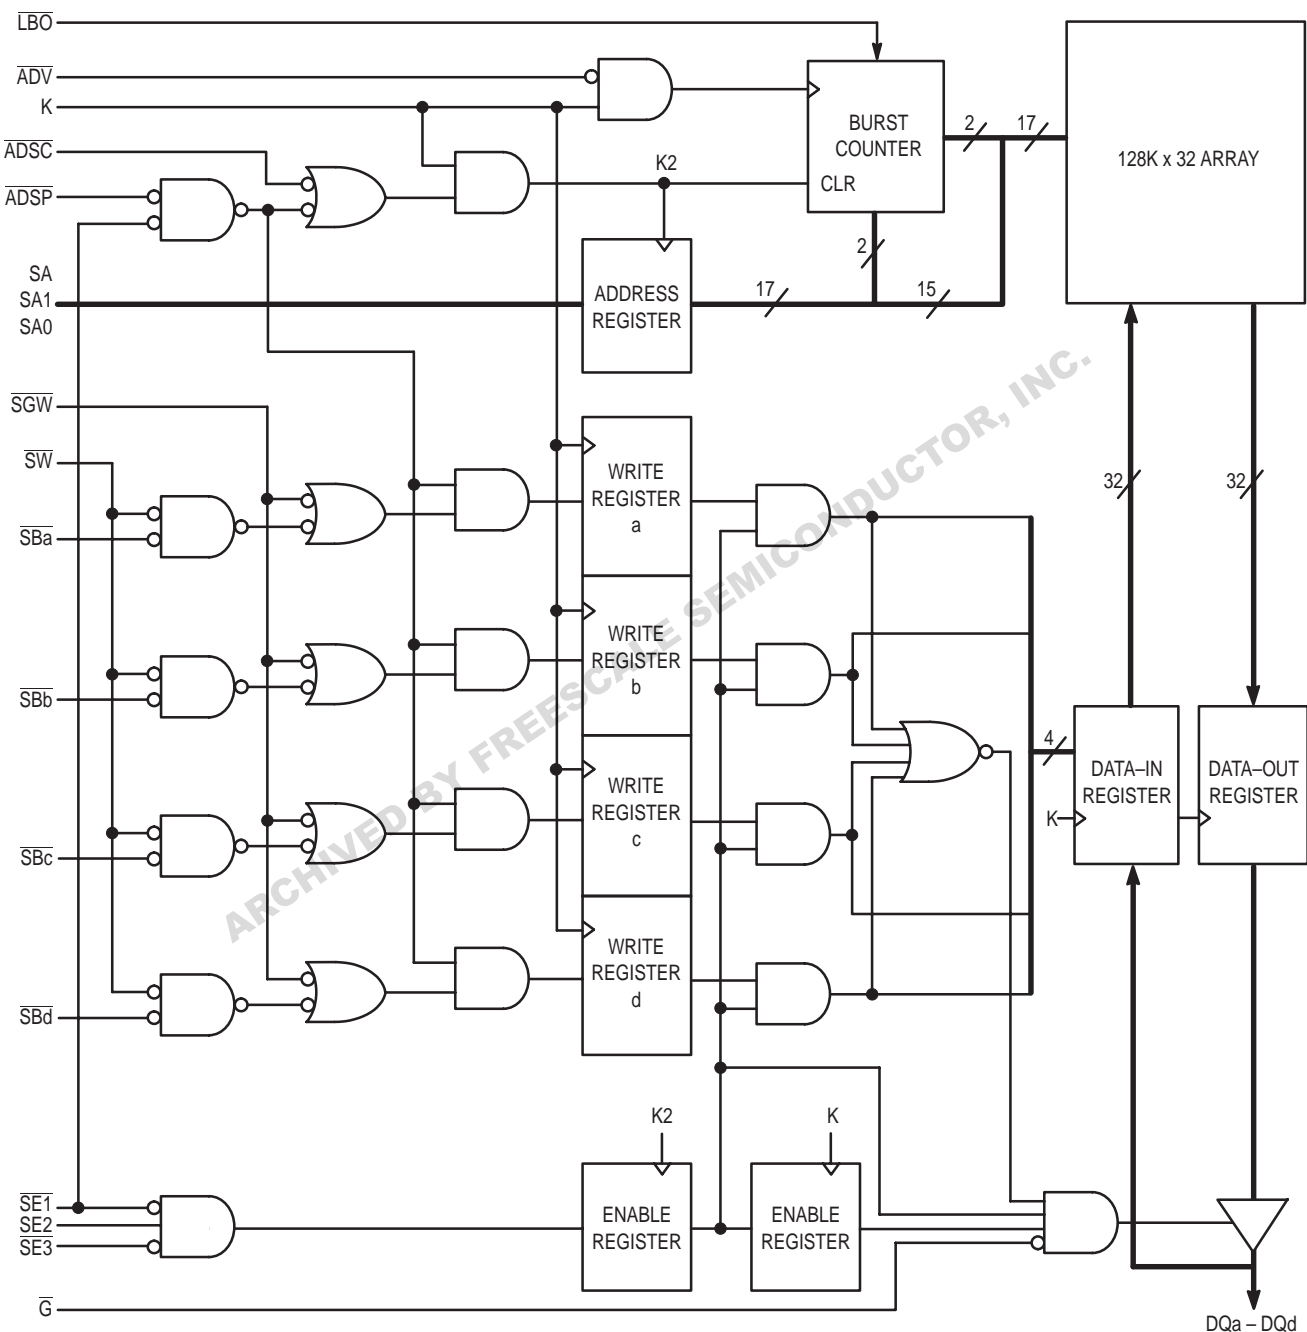 LBO
ADV
K
ADSC
ADSP
K2
BURST
COUNTER
CLR
2
17
128K x 32 ARRAY
2
SA
SA1
SA0
ADDRESS
REGISTER
17
15
SGW
SW
SBa
SBb
SBc
SBd
WRITE
REGISTER
a
WRITE
REGISTER
b
WRITE
REGISTER
c
WRITE
REGISTER
d
32
32
4
DATA–IN
REGISTER
K
DATA–OUT
REGISTER
ARCHIVED BY FREESCALE SEMICONDUCTOR, INC.
K2
K
SE1
SE2
SE3
ENABLE
REGISTER
ENABLE
REGISTER
G
DQa – DQd